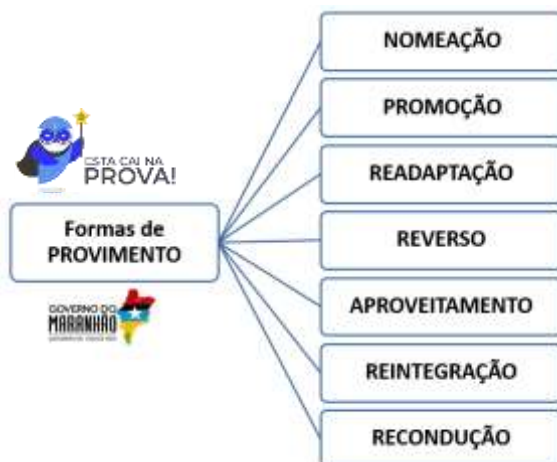 NOMEAÇÃO
PROMOÇÃO
ESTA CAI NA
PROVA!
READAPTAÇÃO
Formas de
PROVIMENTO
REVERSO
APROVEITAMENTO
GOVERNO DO
MARANHÃO
REINTEGRAÇÃO
RECONDUÇÃO